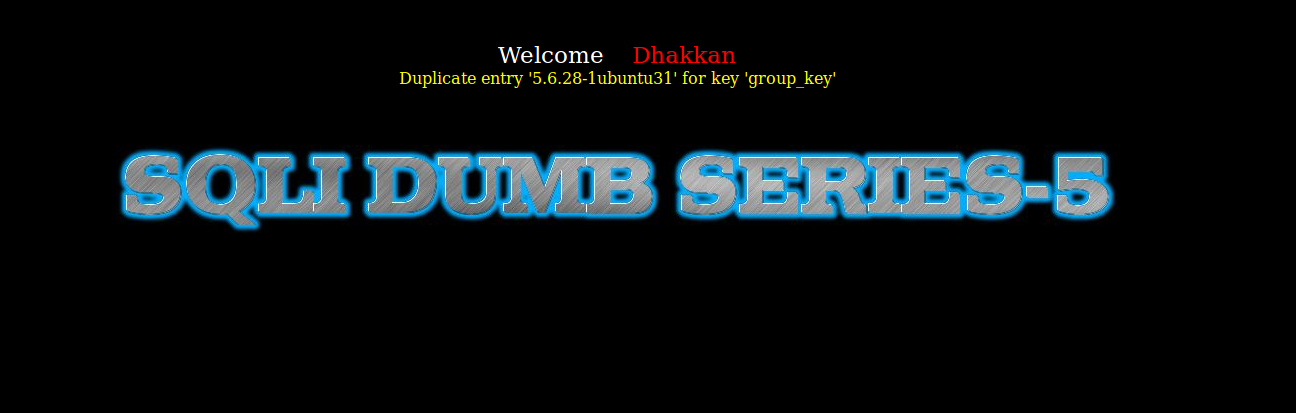 Welcome Dhakkan
Duplicate entry '5.6.28-1ubuntu31' for key 'group_key'
SQLI DUMB SERIES-5